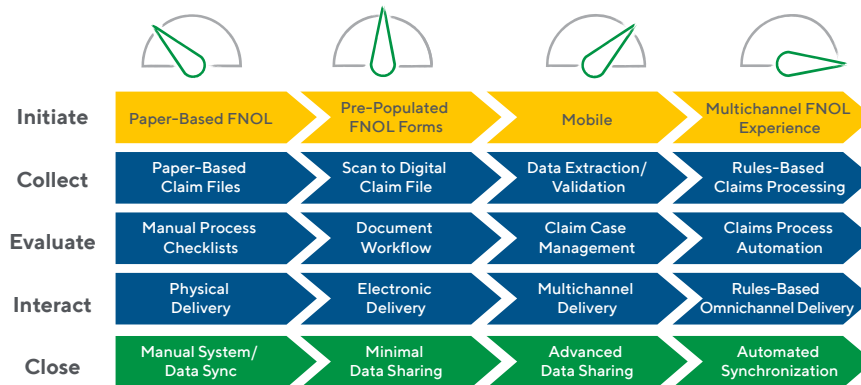 Initiate
Paper-Based FNOL
Pre-Populated
FNOL Forms
Mobile
Multichannel FNOL
Experience
Collect
Paper-Based
Claim Files
Scan to Digital
Claim File
Data Extraction/
Validation
Rules-Based
Claims Processing
Evaluate
Manual Process
Checklists
Document
Workflow
Claim Case
Management
Claims Process
Automation
Interact
Physical
Delivery
Electronic
Delivery
Multichannel
Delivery
Rules-Based
Omnichannel Delivery
Close
Manual System/
Data Sync
Minimal
Data Sharing
Advanced
Data Sharing
Automated
Synchronization